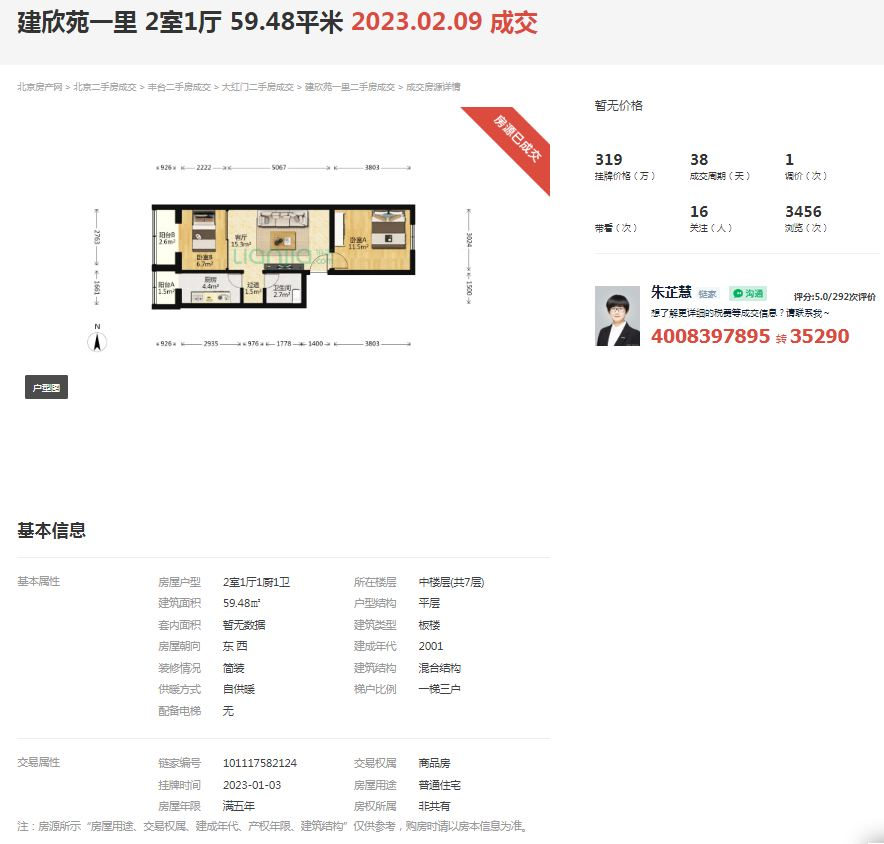 建欣苑一里 2室1厅 59.48平米 2023.02.09 成交
北京房产网 > 北京二手房成交 > 丰台二手房成交 > 大红门二手房成交 > 建欣苑一里二手房成交 > 成交房源详情
房源已成交
暂无价格
319 38 1
挂牌价格（万） 成交周期（天） 调价（次）
16 3456
带看（次） 关注（人） 浏览（次）
朱芷慧 链家 沟通 评分:5.0/292次评价
想了解更详细的税费等成交信息？请联系我~
4008397895 转 35290
926 2222 5067 3803
2763
1661
3024
1500
阳台B
2.6m²
卧室B
6.7m²
客厅
15.3m²
卧室A
11.5m²
阳台A
1.5m²
厨房
4.4m²
过道
1.5m²
卫生间
2.7m²
lianjia
.com
926 2935 976 1778 1400 3803
N
户型图
基本信息
基本属性
房屋户型 2室1厅1厨1卫 所在楼层 中楼层(共7层)
建筑面积 59.48㎡ 户型结构 平层
套内面积 暂无数据 建筑类型 板楼
房屋朝向 东 西 建成年代 2001
装修情况 简装 建筑结构 混合结构
供暖方式 自供暖 梯户比例 一梯三户
配备电梯 无
交易属性
链家编号 101117582124 交易权属 商品房
挂牌时间 2023-01-03 房屋用途 普通住宅
房屋年限 满五年 房权所属 非共有
注：房源所示“房屋用途、交易权属、建成年代、产权年限、建筑结构”仅供参考，购房时请以房本信息为准。